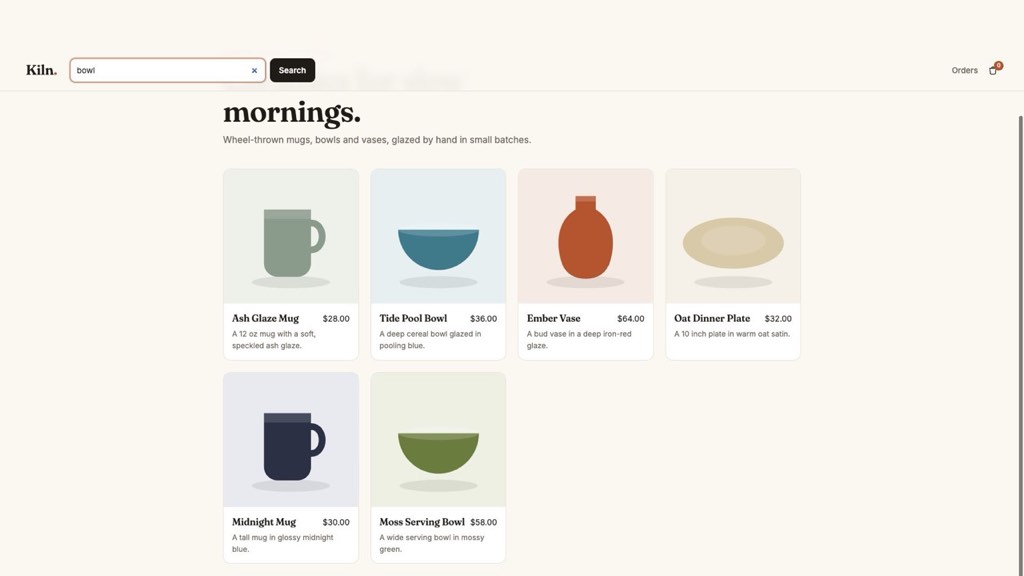 Kiln.
bowl
Search
Orders
0
mornings.
Wheel-thrown mugs, bowls and vases, glazed by hand in small batches.
Ash Glaze Mug $28.00
A 12 oz mug with a soft,
speckled ash glaze.
Tide Pool Bowl $36.00
A deep cereal bowl glazed in
pooling blue.
Ember Vase $64.00
A bud vase in a deep iron-red
glaze.
Oat Dinner Plate $32.00
A 10 inch plate in warm oat satin.
Midnight Mug $30.00
A tall mug in glossy midnight
blue.
Moss Serving Bowl $58.00
A wide serving bowl in mossy
green.